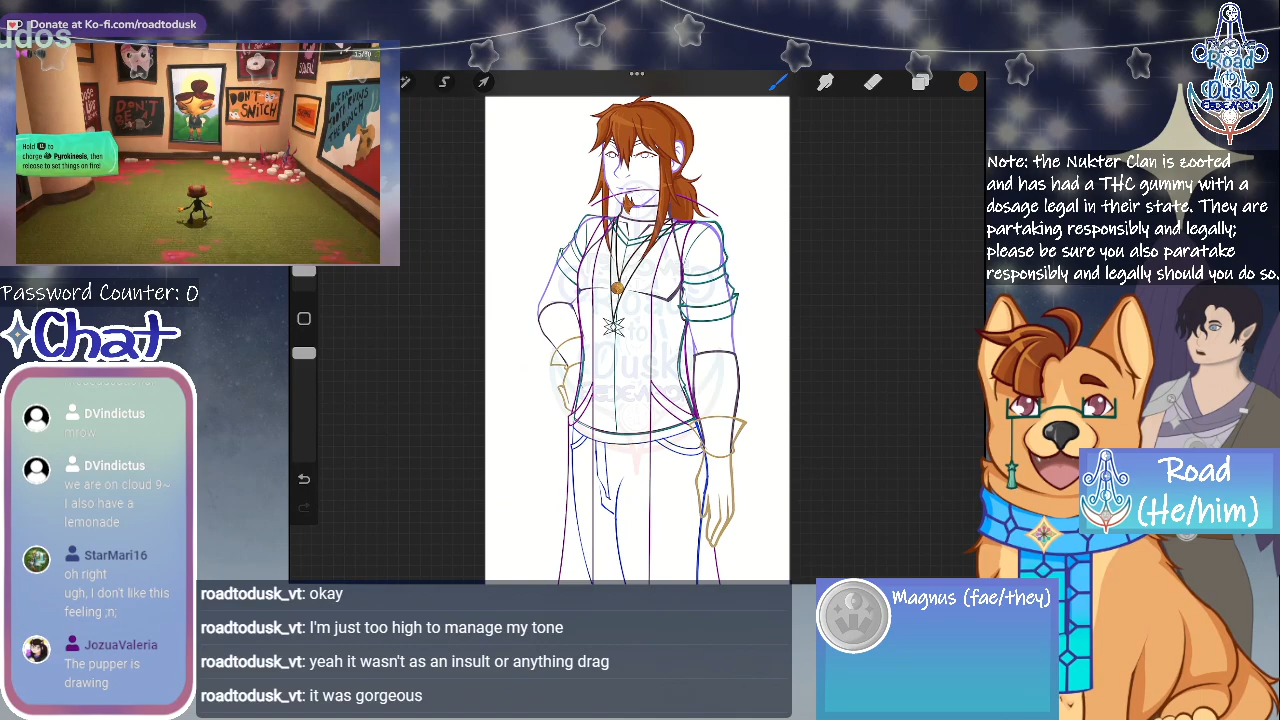 Donate at Ko-fi.com/roadtodusk
udos
DON'T
DON'T
SNITCH
Hold
to
charge Pyrokinesis, then
release to set things on fire!
Password Counter: 0
Chat
DVindictus
mrow
DVindictus
we are on cloud 9~
I also have a
lemonade
StarMari16
oh right
ugh, I don't like this
feeling ;n;
JozuaValeria
The pupper is
drawing
Road
to
Dusk
roadtodusk_vt: okay
roadtodusk_vt: I'm just too high to manage my tone
roadtodusk_vt: yeah it wasn't as an insult or anything drag
roadtodusk_vt: it was gorgeous
Road
to
Dusk
Note: the Nukter Clan is zooted
and has had a THC gummy with a
dosage legal in their state. They are
partaking responsibly and legally;
please be sure you also paratake
responsibly and legally should you do so.
Road
(He/him)
Magnus (fae/they)